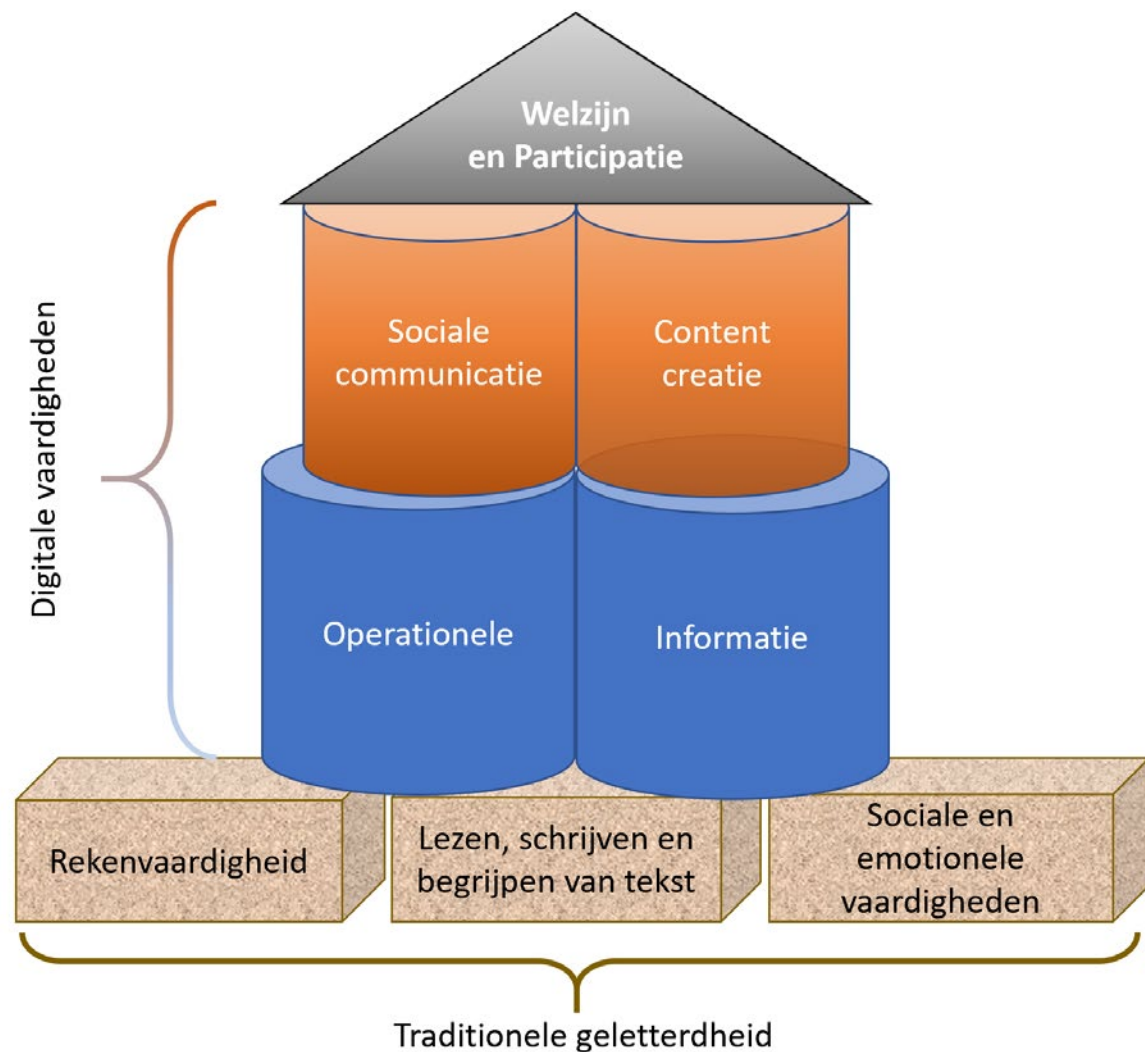 Welzijn
en Participatie
Digitale vaardigheden
Sociale
communicatie
Content
creatie
Operationele
Informatie
Rekenvaardigheid
Lezen, schrijven en
begrijpen van tekst
Sociale en
emotionele
vaardigheden
Traditionele geletterdheid